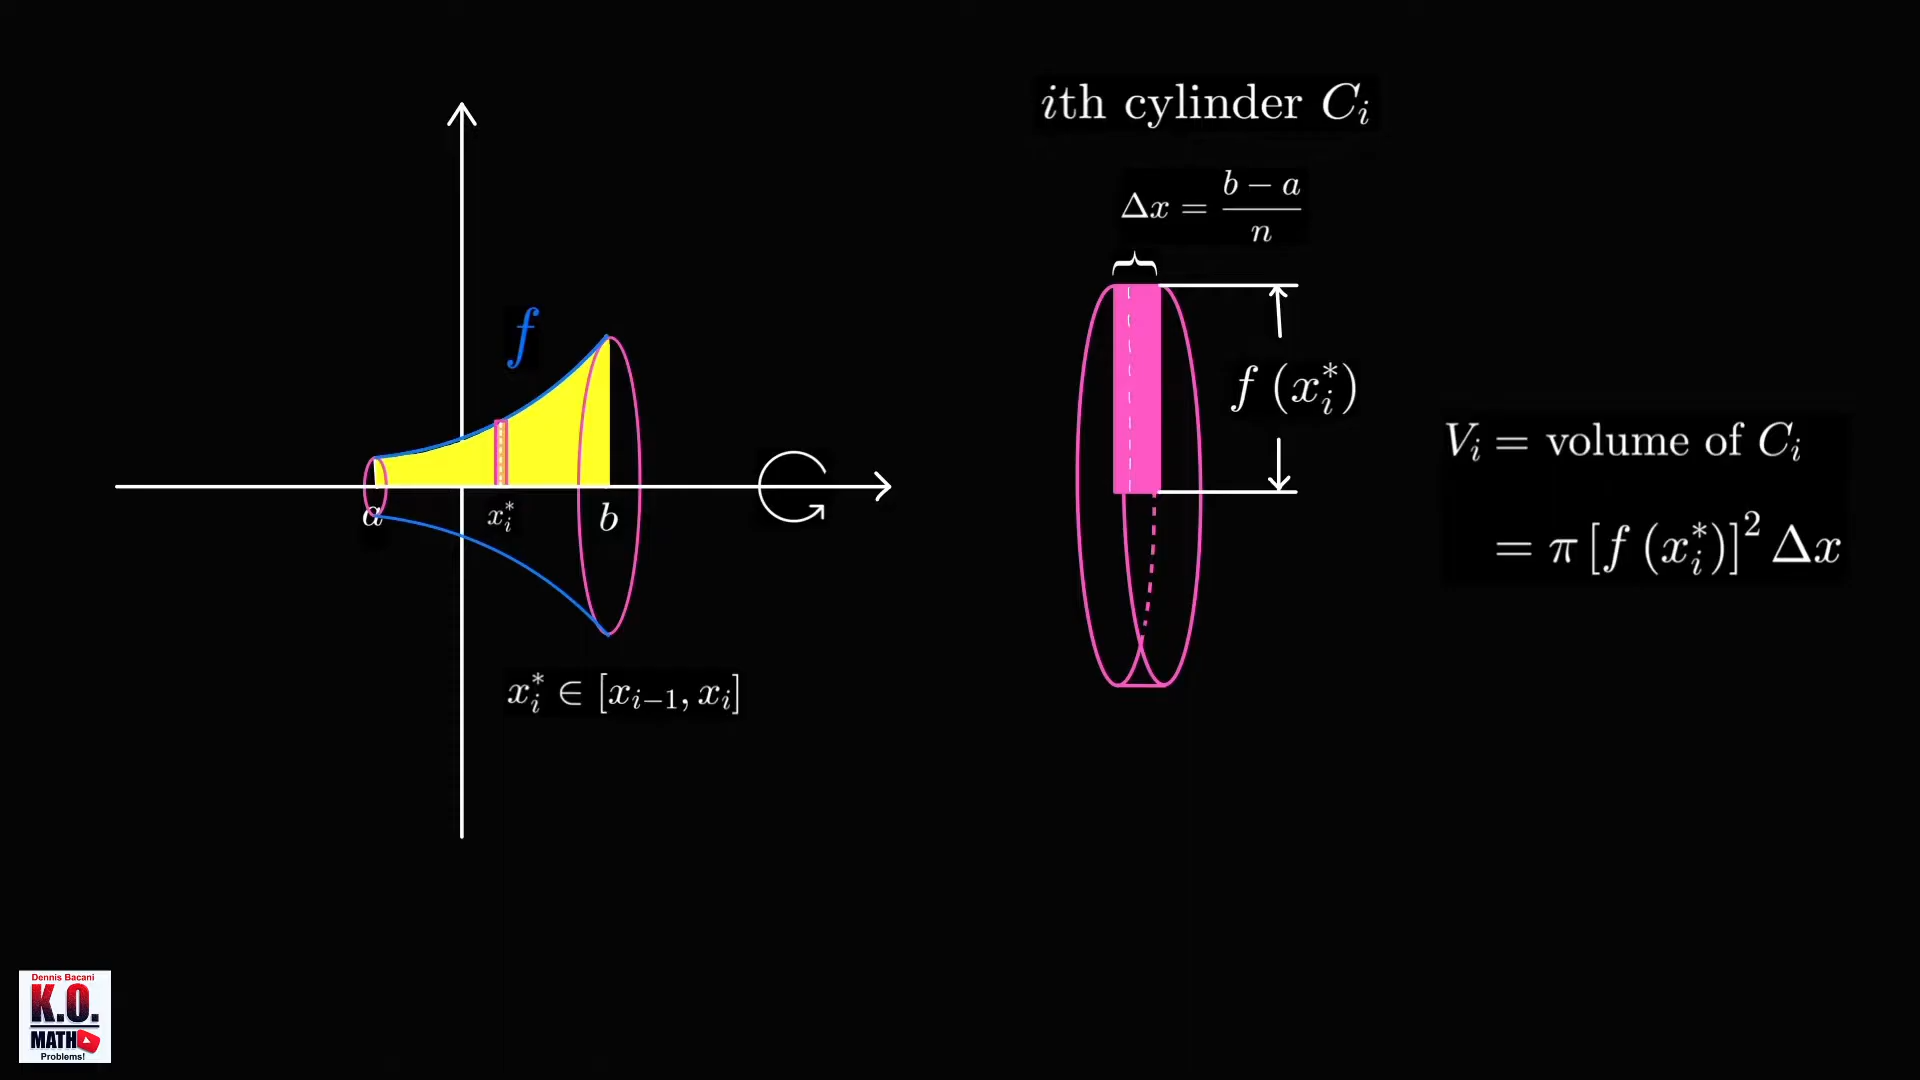 ith cylinder C_i
Δx = \frac{b - a}{n}
f
f (x_i^*)
V_i = volume of C_i
= π [f (x_i^*)]^2 Δx
a
x_i^*
b
x_i^* ∈ [x_{i-1}, x_i]
Dennis Bacani
K.O.
MATH
Problems!